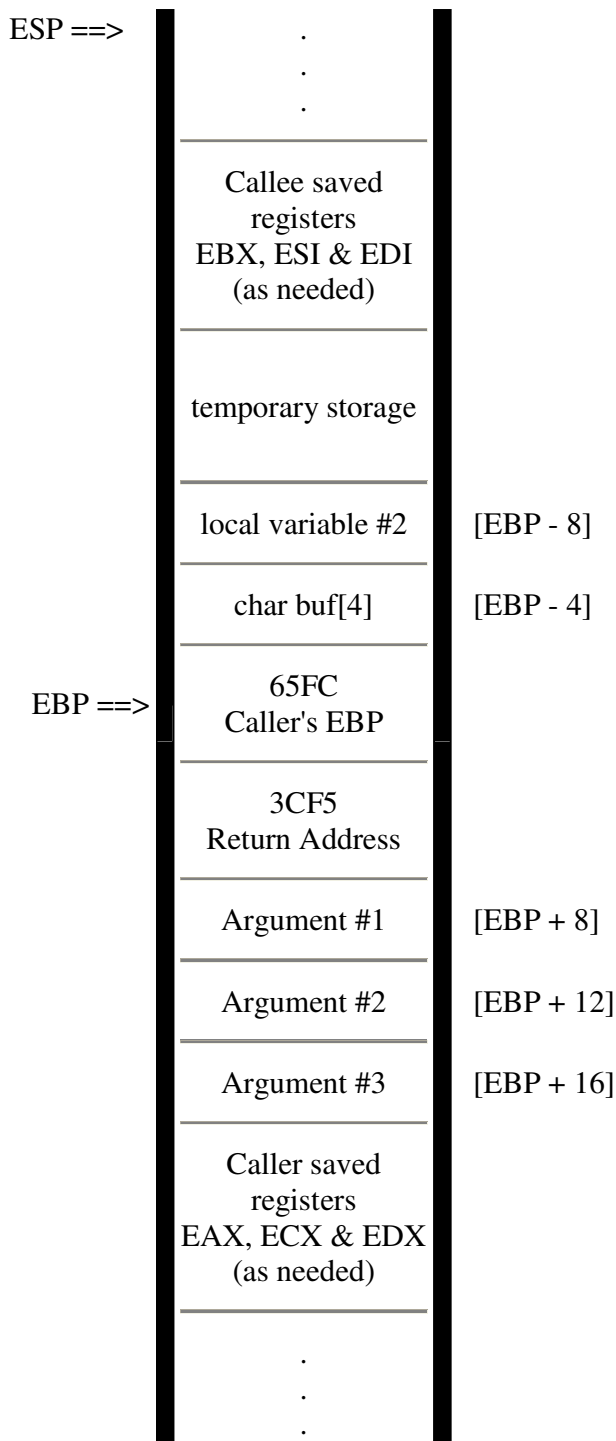 ESP ==>
.
.
.
Callee saved
registers
EBX, ESI & EDI
(as needed)
temporary storage
local variable #2 [EBP - 8]
char buf[4] [EBP - 4]
65FC
EBP ==>
Caller's EBP
3CF5
Return Address
Argument #1 [EBP + 8]
Argument #2 [EBP + 12]
Argument #3 [EBP + 16]
Caller saved
registers
EAX, ECX & EDX
(as needed)
.
.
.